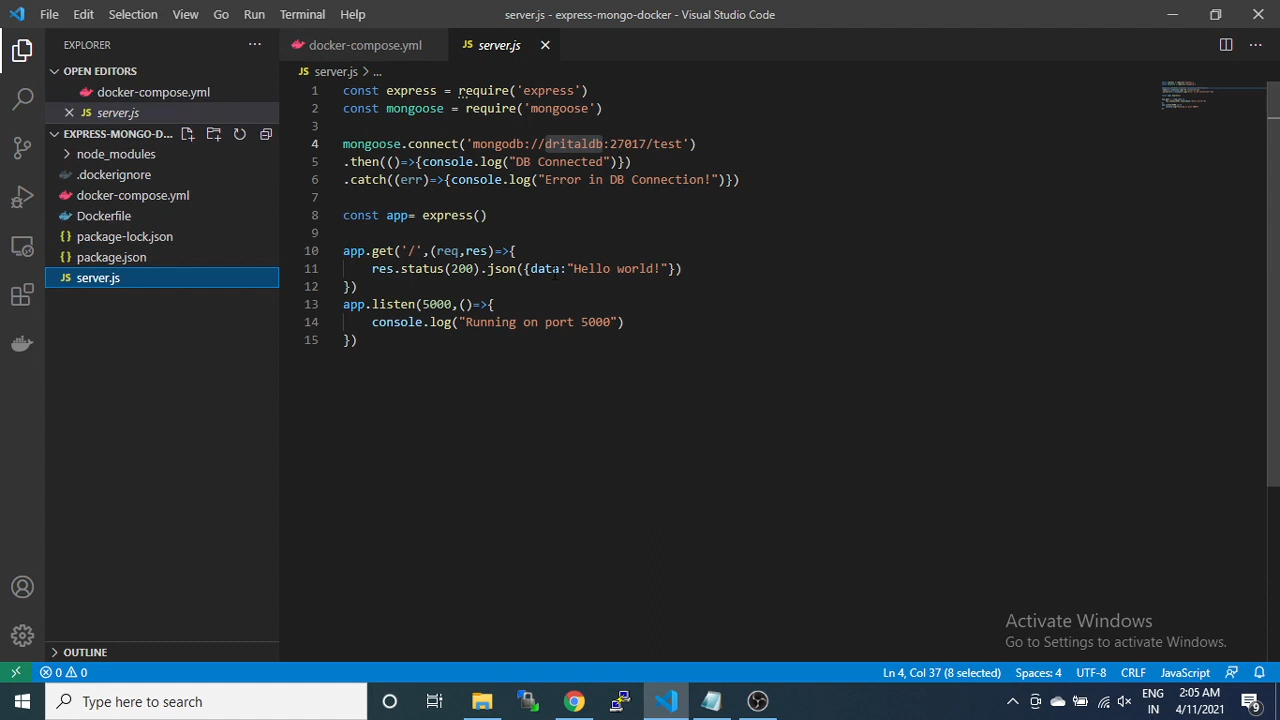 File Edit Selection View Go Run Terminal Help server.js - express-mongo-docker - Visual Studio Code
EXPLORER
docker-compose.yml server.js
OPEN EDITORS
docker-compose.yml
server.js
EXPRESS-MONGO-D...
node_modules
.dockerignore
docker-compose.yml
Dockerfile
package-lock.json
package.json
server.js
OUTLINE
server.js > ...
1 const express = require('express')
2 const mongoose = require('mongoose')
3
4 mongoose.connect('mongodb://dritaldb:27017/test')
5 .then(()=>{console.log("DB Connected")})
6 .catch((err)=>{console.log("Error in DB Connection!")})
7
8 const app= express()
9
10 app.get('/',(req,res)=>{
11 res.status(200).json({data:"Hello world!"})
12 })
13 app.listen(5000,()=>{
14 console.log("Running on port 5000")
15 })
Activate Windows
Go to Settings to activate Windows.
0 0 Ln 4, Col 37 (8 selected) Spaces: 4 UTF-8 CRLF JavaScript
Type here to search
ENG
IN
2:05 AM
4/11/2021
9